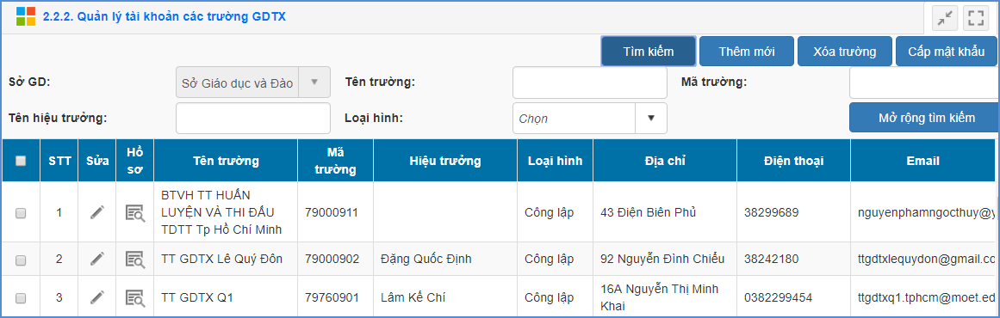 2.2.2. Quản lý tài khoản các trường GDTX
Tìm kiếm Thêm mới Xóa trường Cấp mật khẩu
Sở GD: Sở Giáo dục và Đào Tên trường: Mã trường:
Tên hiệu trưởng: Loại hình: Chọn Mở rộng tìm kiếm
STT Sửa Hồ sơ Tên trường Mã trường Hiệu trưởng Loại hình Địa chỉ Điện thoại Email
1 BTVH TT HUẤN LUYỆN VÀ THI ĐẤU TDTT Tp Hồ Chí Minh 79000911 Công lập 43 Điện Biên Phủ 38299689 nguyenphamngocthuy@y
2 TT GDTX Lê Quý Đôn 79000902 Đặng Quốc Định Công lập 92 Nguyễn Đình Chiểu 38242180 ttgdtxlequydon@gmail.co
3 TT GDTX Q1 79760901 Lâm Kế Chí Công lập 16A Nguyễn Thị Minh Khai 0382299454 ttgdtxq1.tphcm@moet.ed